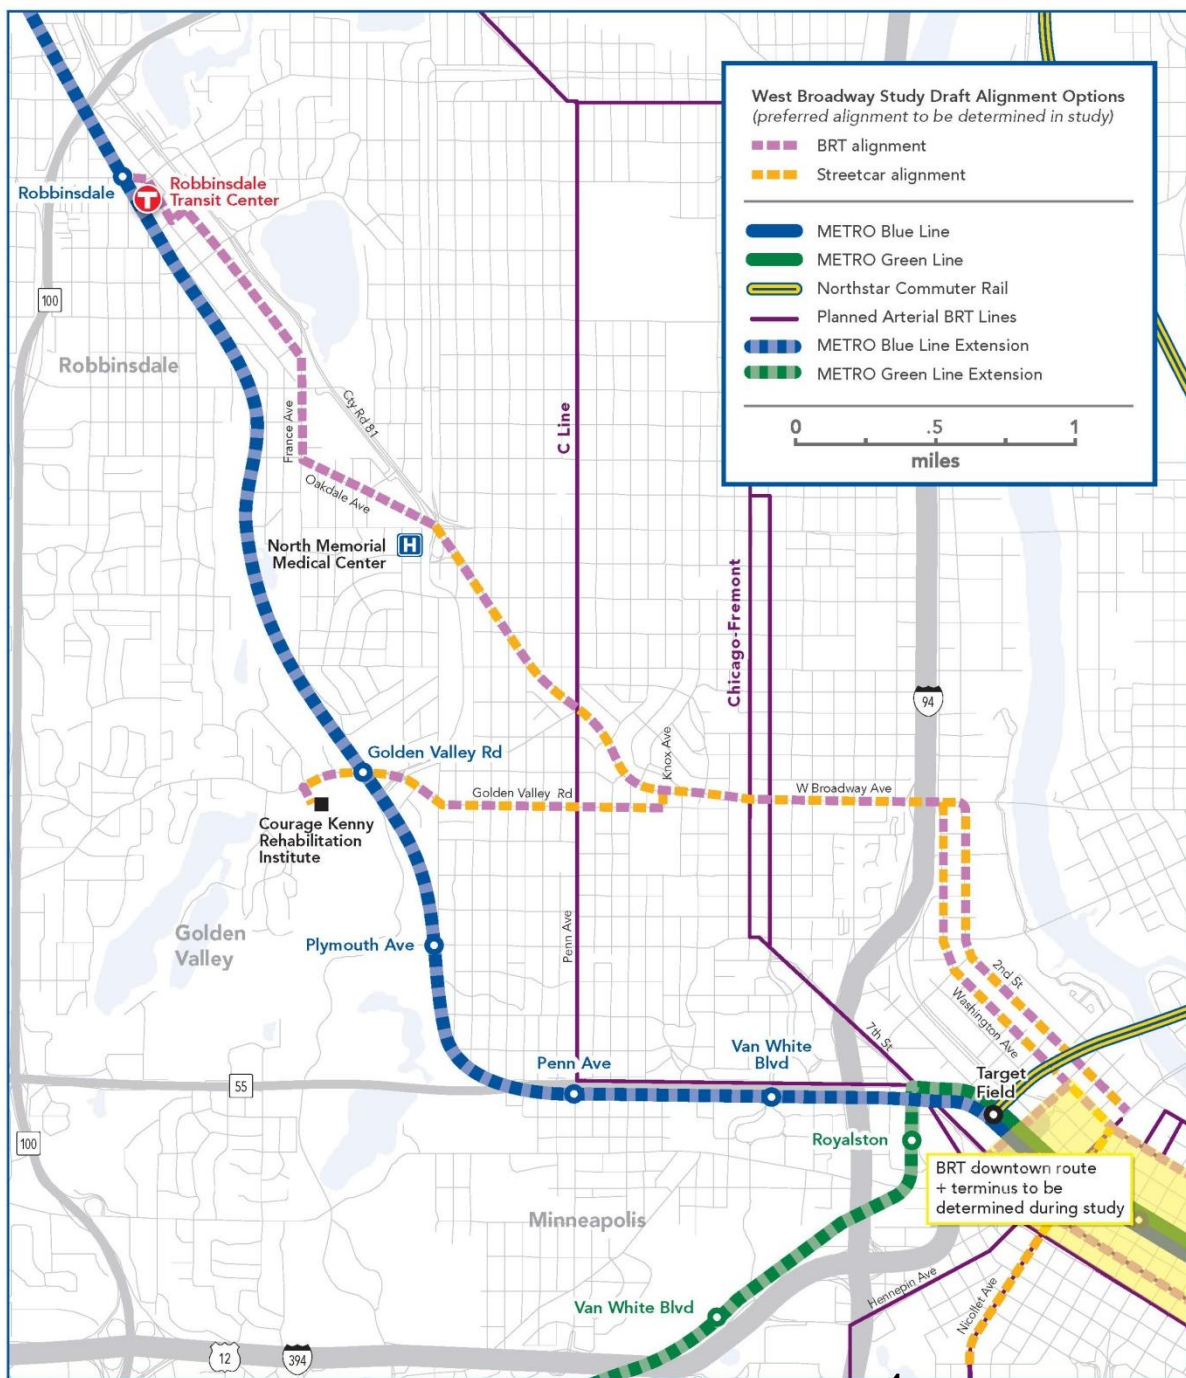 West Broadway Study Draft Alignment Options
(preferred alignment to be determined in study)
BRT alignment
Streetcar alignment
METRO Blue Line
METRO Green Line
Northstar Commuter Rail
Planned Arterial BRT Lines
METRO Blue Line Extension
METRO Green Line Extension
0 .5 1
miles
Robbinsdale
T
Robbinsdale
Transit Center
100
Robbinsdale
France Ave
Cty Rd 81
Oakdale Ave
C Line
North Memorial
Medical Center
H
Chicago-Fremont
94
Golden Valley Rd
Knox Ave
Golden Valley Rd
W Broadway Ave
Courage Kenny
Rehabilitation
Institute
Golden
Valley
Plymouth Ave
Penn Ave
2nd St
Washington Ave
7th St
Penn Ave
Van White
Blvd
Target
Field
55
100
Royalston
BRT downtown route
+ terminus to be
determined during study
Minneapolis
Hennepin Ave
Nicollet Ave
Van White Blvd
12
394